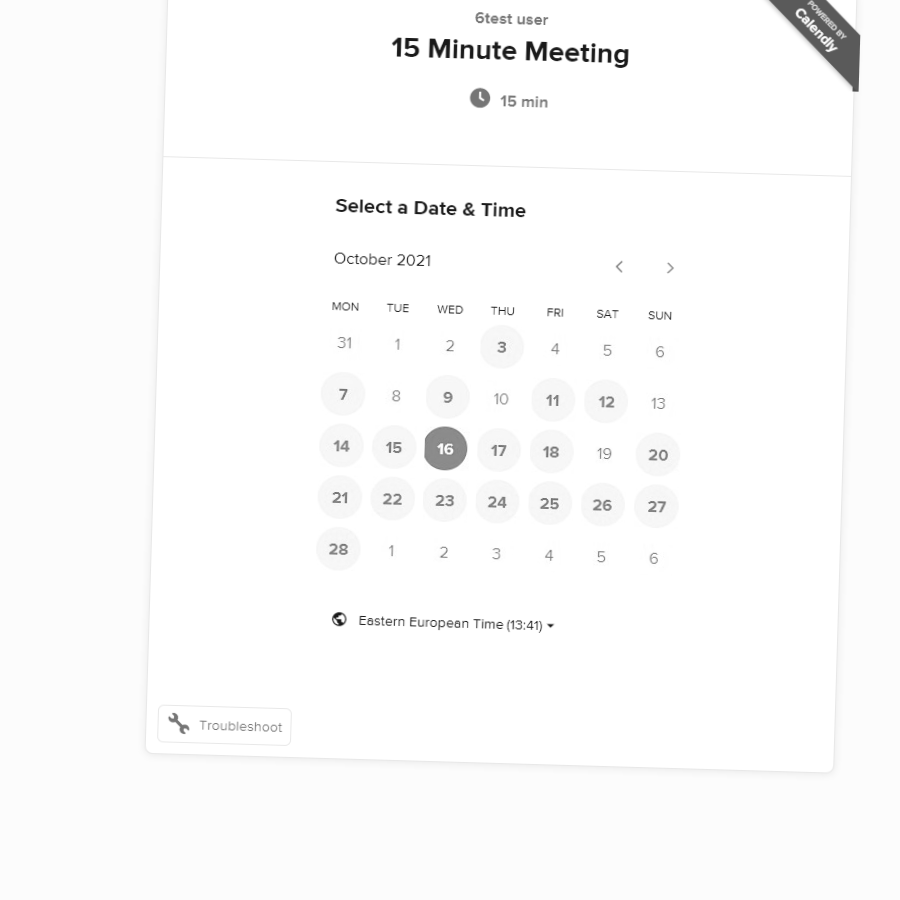 6test user
15 Minute Meeting
15 min
POWERED BY
Calendly
Select a Date & Time
October 2021
MON TUE WED THU FRI SAT SUN
31 1 2 3 4 5 6
7 8 9 10 11 12 13
14 15 16 17 18 19 20
21 22 23 24 25 26 27
28 1 2 3 4 5 6
Eastern European Time (13:41)
Troubleshoot